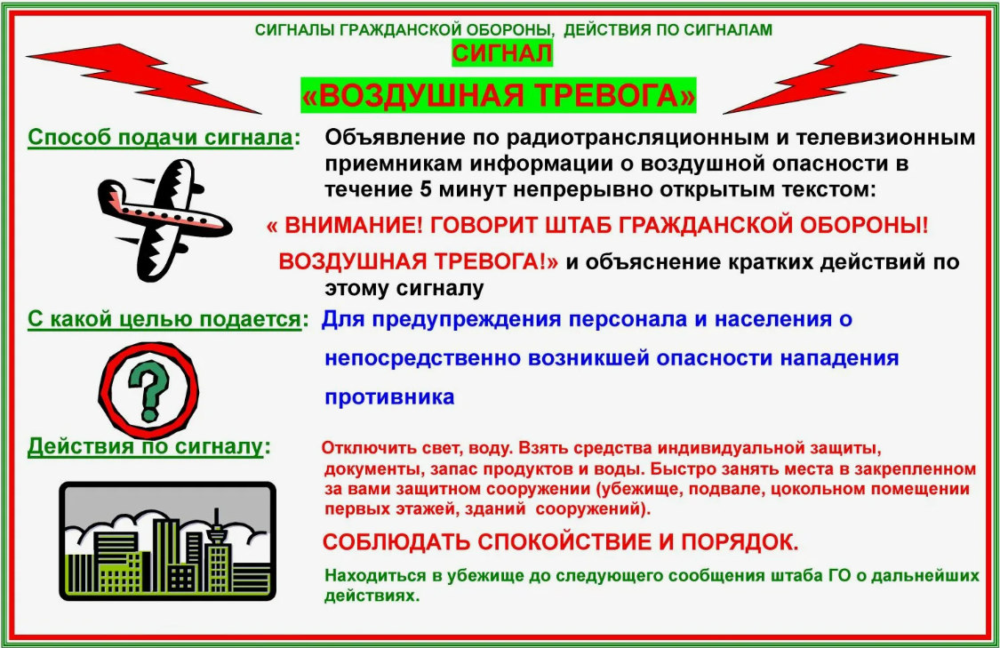 СИГНАЛЫ ГРАЖДАНСКОЙ ОБОРОНЫ, ДЕЙСТВИЯ ПО СИГНАЛАМ
СИГНАЛ
«ВОЗДУШНАЯ ТРЕВОГА»
Способ подачи сигнала: Объявление по радиотрансляционным и телевизионным
приемникам информации о воздушной опасности в
течение 5 минут непрерывно открытым текстом:
« ВНИМАНИЕ! ГОВОРИТ ШТАБ ГРАЖДАНСКОЙ ОБОРОНЫ!
ВОЗДУШНАЯ ТРЕВОГА!» и объяснение кратких действий по
этому сигналу
С какой целью подается: Для предупреждения персонала и населения о
непосредственно возникшей опасности нападения
противника
Действия по сигналу: Отключить свет, воду. Взять средства индивидуальной защиты,
документы, запас продуктов и воды. Быстро занять места в закрепленном
за вами защитном сооружении (убежище, подвале, цокольном помещении
первых этажей, зданий сооружений).
СОБЛЮДАТЬ СПОКОЙСТВИЕ И ПОРЯДОК.
Находиться в убежище до следующего сообщения штаба ГО о дальнейших
действиях.